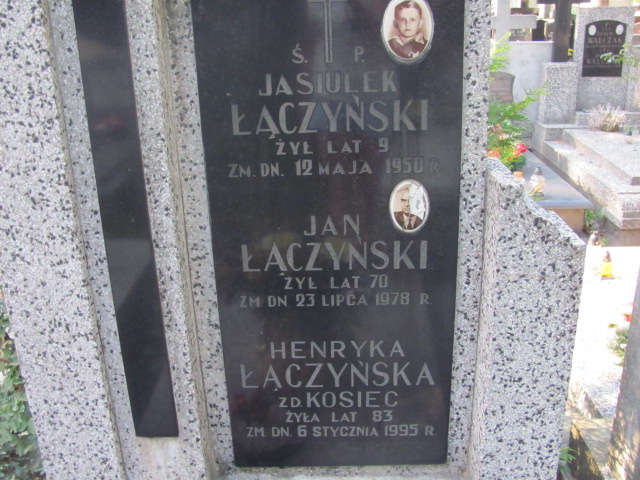 Ś. P.
JASIULEK
ŁĄCZYŃSKI
ŻYŁ LAT 9
ZM. DN. 12 MAJA 1950 R.
JAN
ŁĄCZYŃSKI
ŻYŁ LAT 70
ZM DN 23 LIPCA 1978 R.
HENRYKA
ŁĄCZYŃSKA
ZD. KOSIEC
ŻYŁA LAT 83
ZM DN. 6 STYCZNIA 1995 R.
WALCZAK